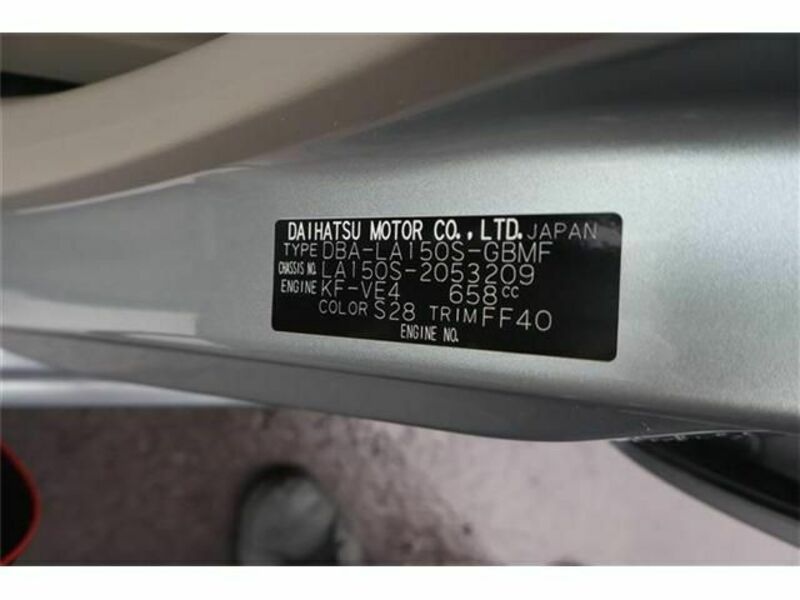 DAIHATSU MOTOR CO., LTD. JAPAN
TYPE DBA-LA150S-GBMF
CHASSIS NO. LA150S-2053209
ENGINE KF-VE4 658cc
COLOR S28 TRIM FF40
ENGINE NO.